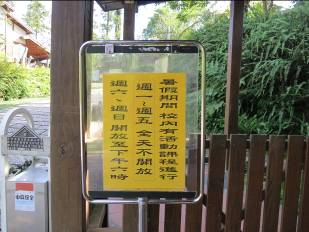 暑假期間 校內有活動課程進行
週一~週五 全天不開放
週六、週日 開放至下午六時